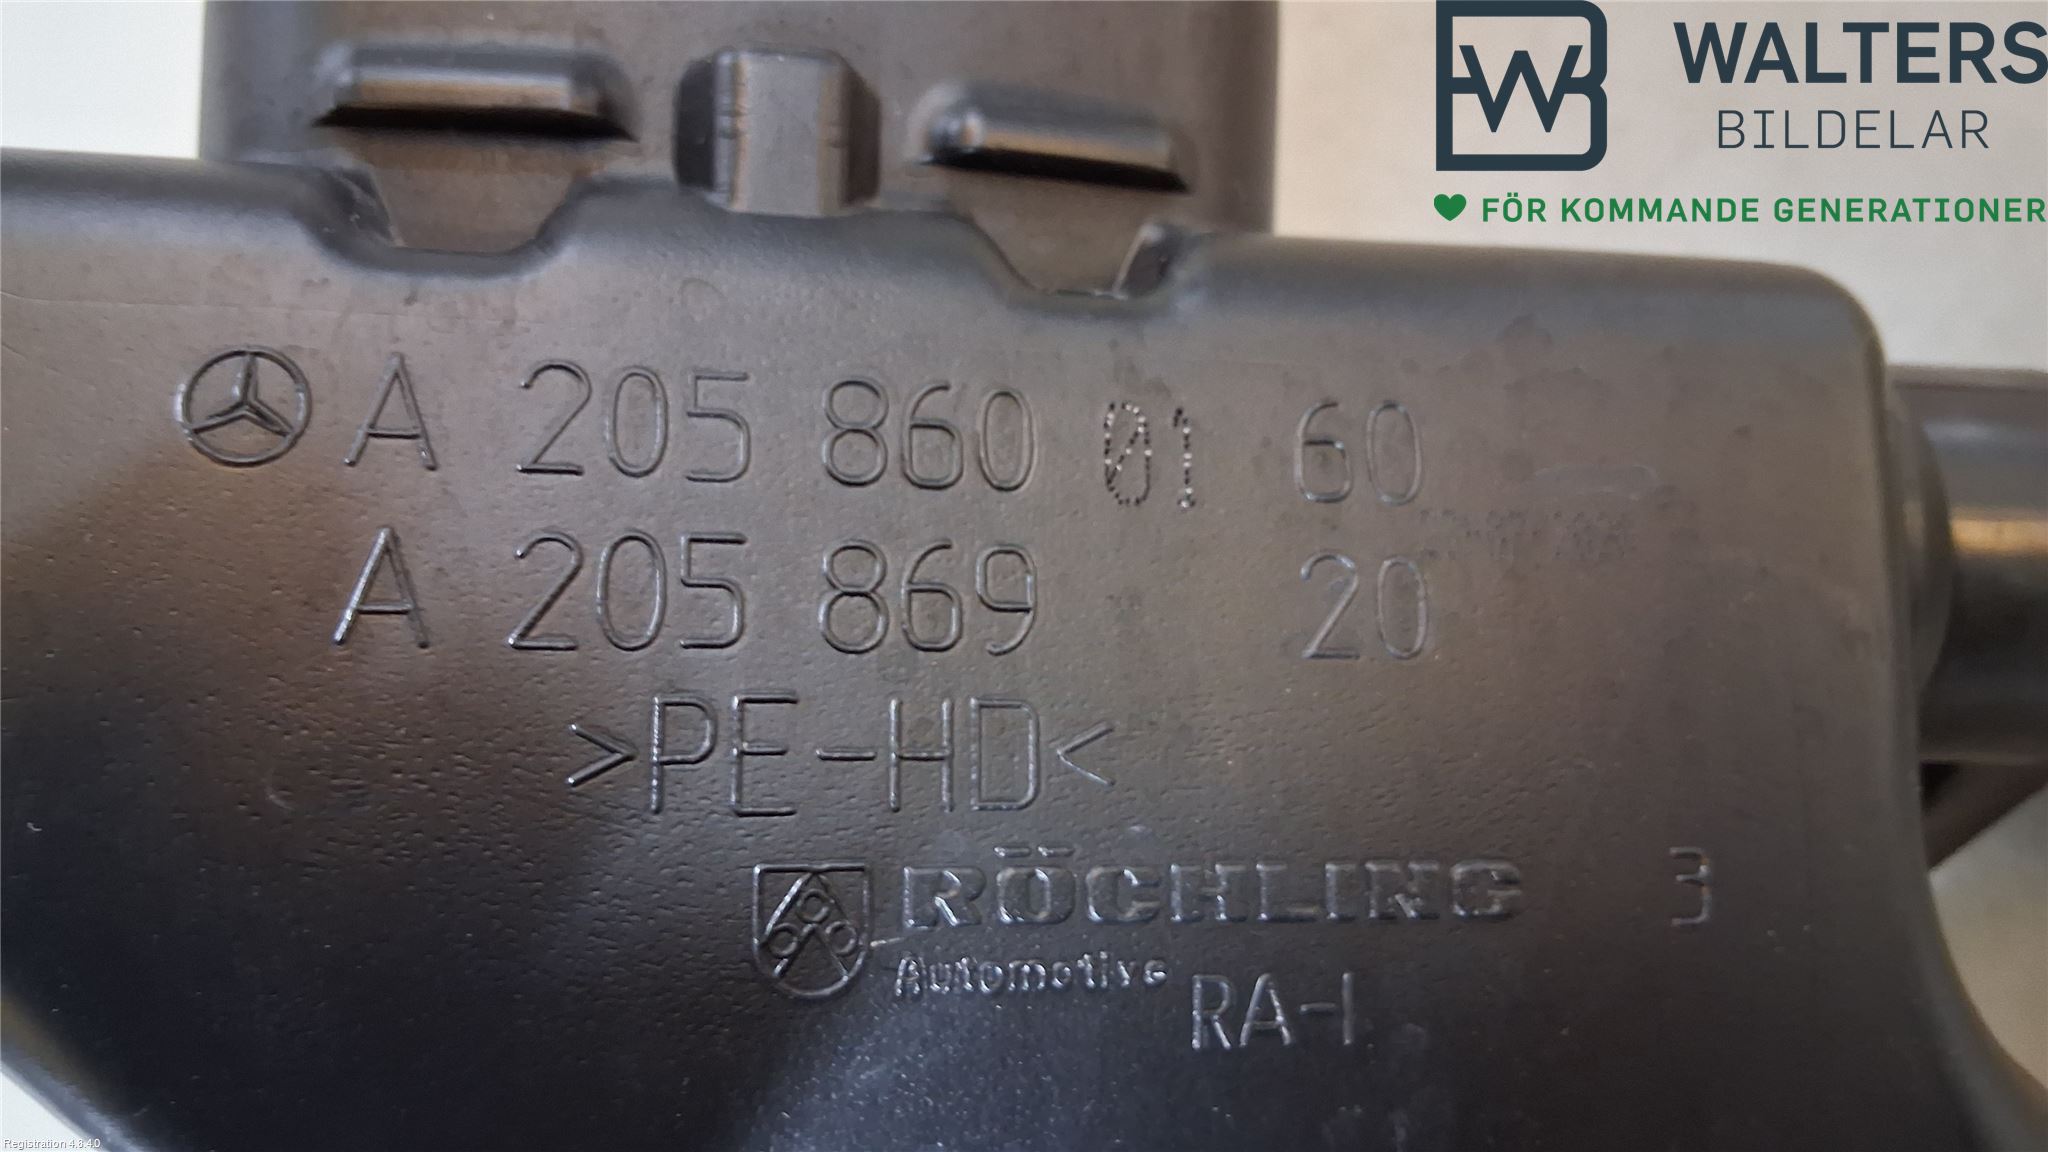 WALTERS
BILDELAR
FÖR KOMMANDE GENERATIONER
A 205 860 01 60
A 205 869 20
>PE-HD<
RÖCHLING 3
Automotive RA-I
Registration 4.8.4.0